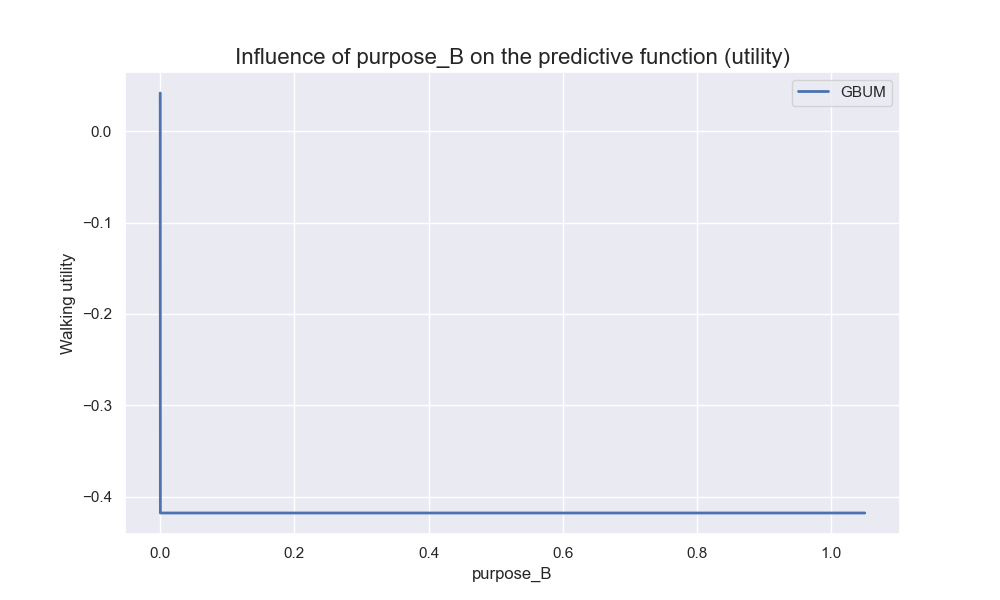 Influence of purpose_B on the predictive function (utility)
GBUM
0.0
−0.1
−0.2
−0.3
−0.4
Walking utility
0.0 0.2 0.4 0.6 0.8 1.0
purpose_B